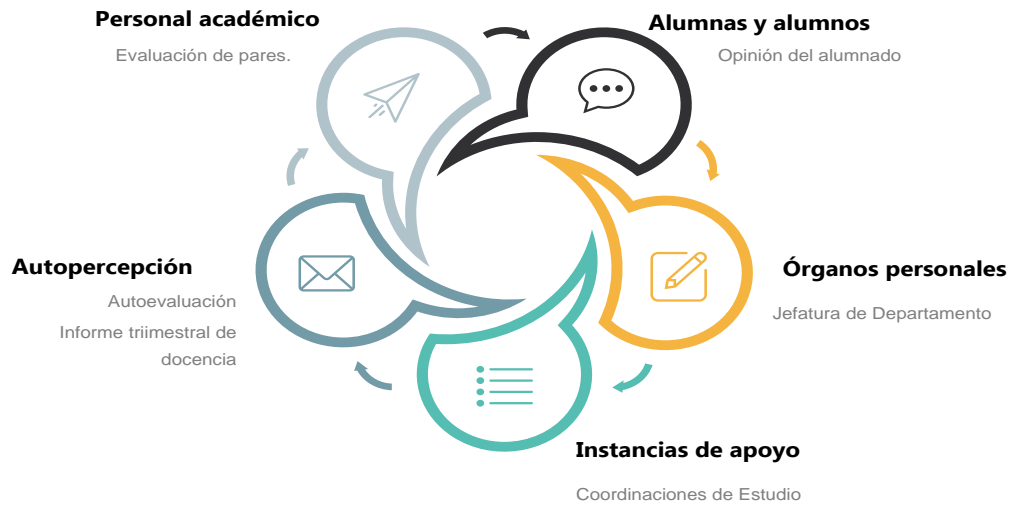 Personal académico
Evaluación de pares.
Alumnas y alumnos
Opinión del alumnado
Órganos personales
Jefatura de Departamento
Instancias de apoyo
Coordinaciones de Estudio
Autopercepción
Autoevaluación
Informe triimestral de
docencia